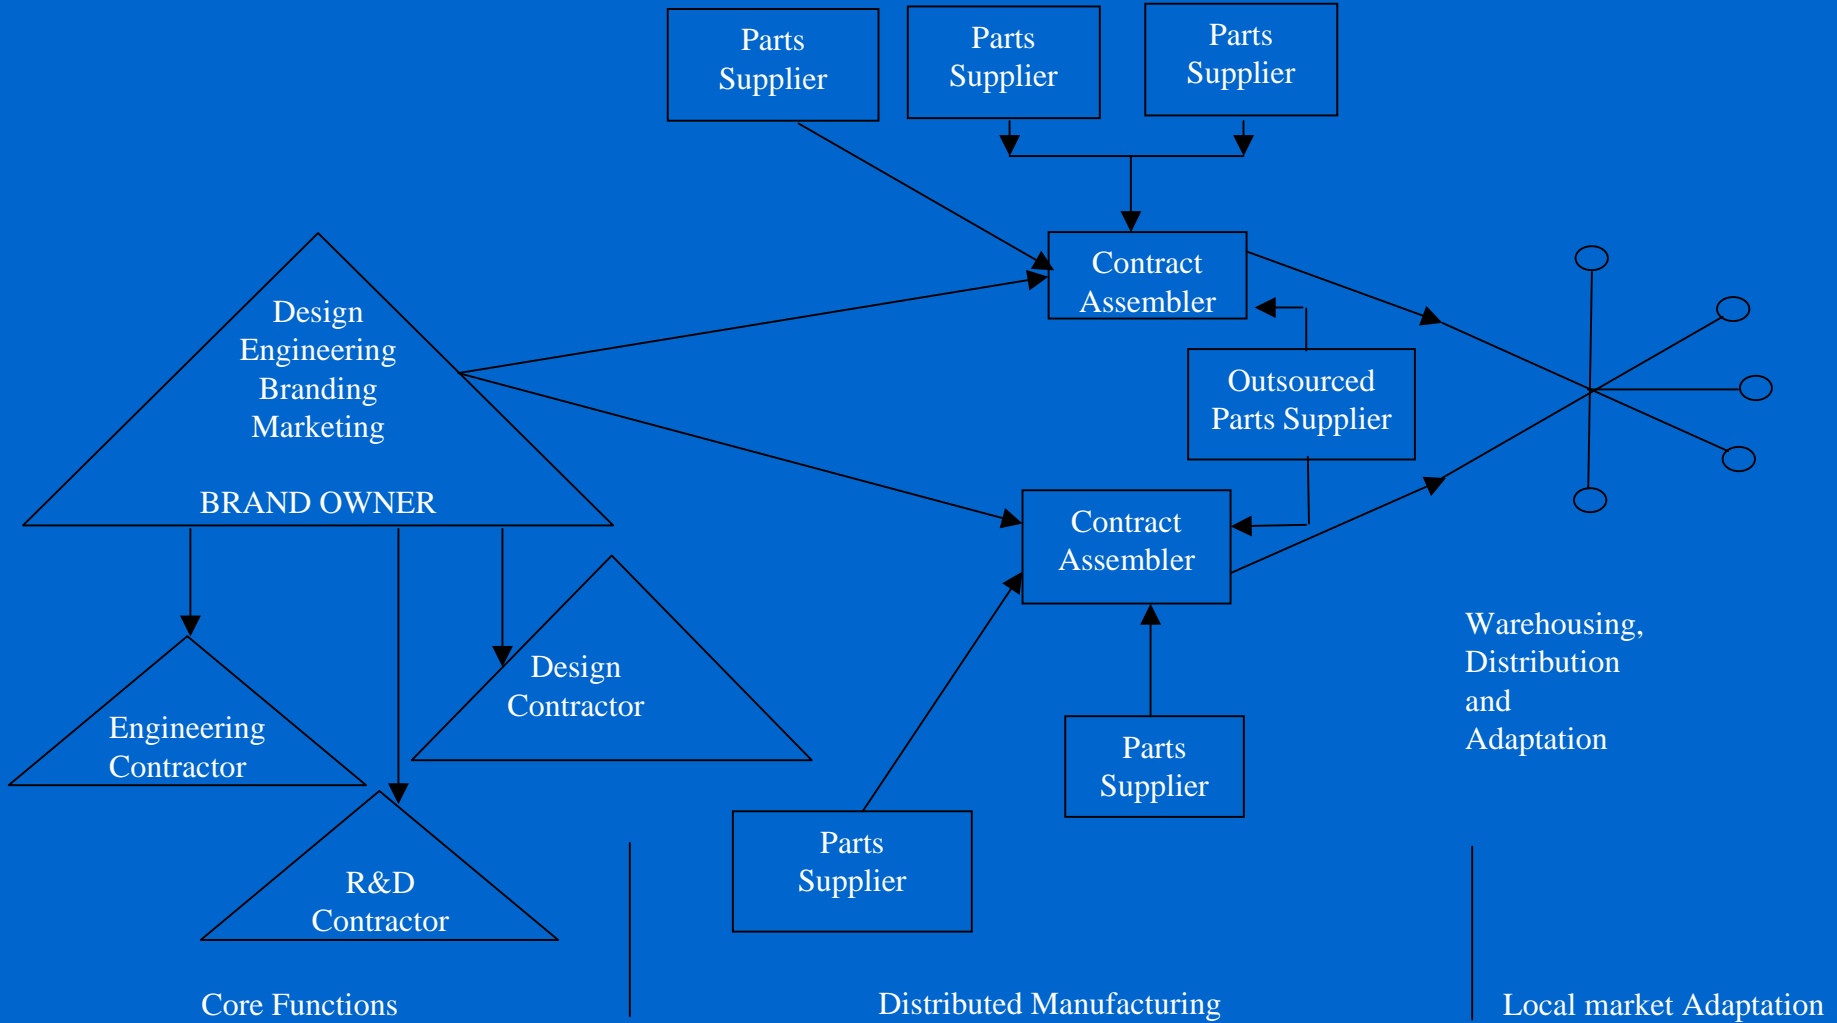 Parts
Supplier
Parts
Supplier
Parts
Supplier
Contract
Assembler
Design
Engineering
Branding
Marketing
BRAND OWNER
Outsourced
Parts Supplier
Contract
Assembler
Warehousing,
Distribution
and
Adaptation
Design
Contractor
Engineering
Contractor
Parts
Supplier
Parts
Supplier
R&D
Contractor
Core Functions
Distributed Manufacturing
Local market Adaptation